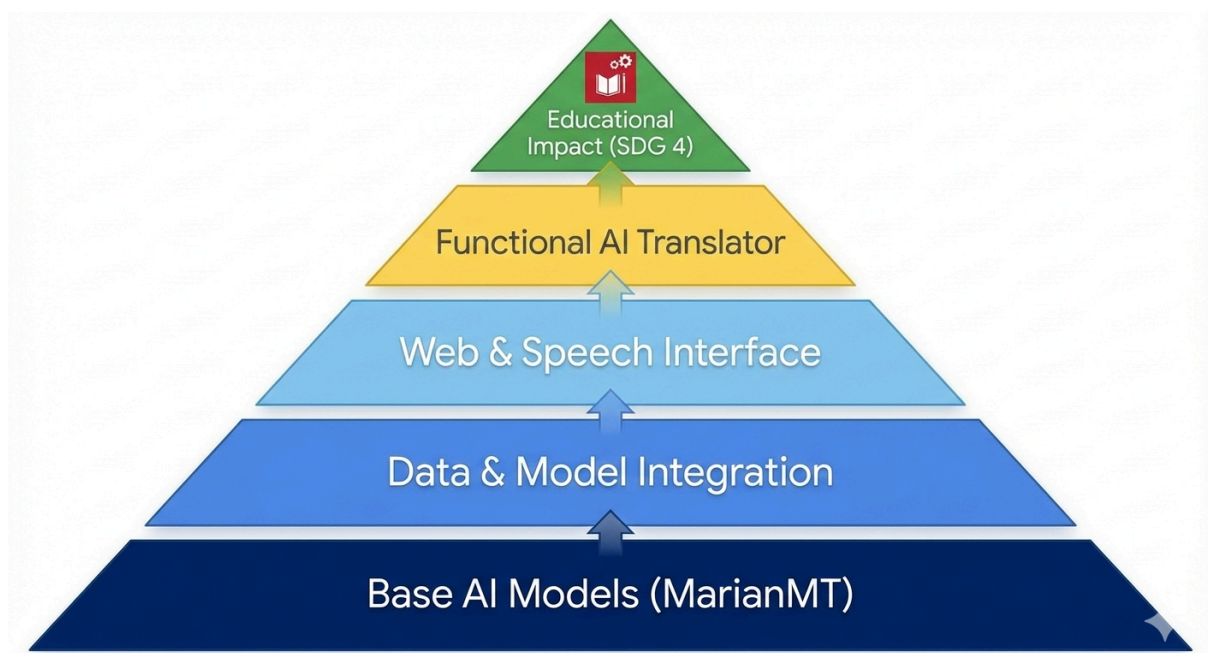 Educational
Impact (SDG 4)
Functional AI Translator
Web & Speech Interface
Data & Model Integration
Base AI Models (MarianMT)